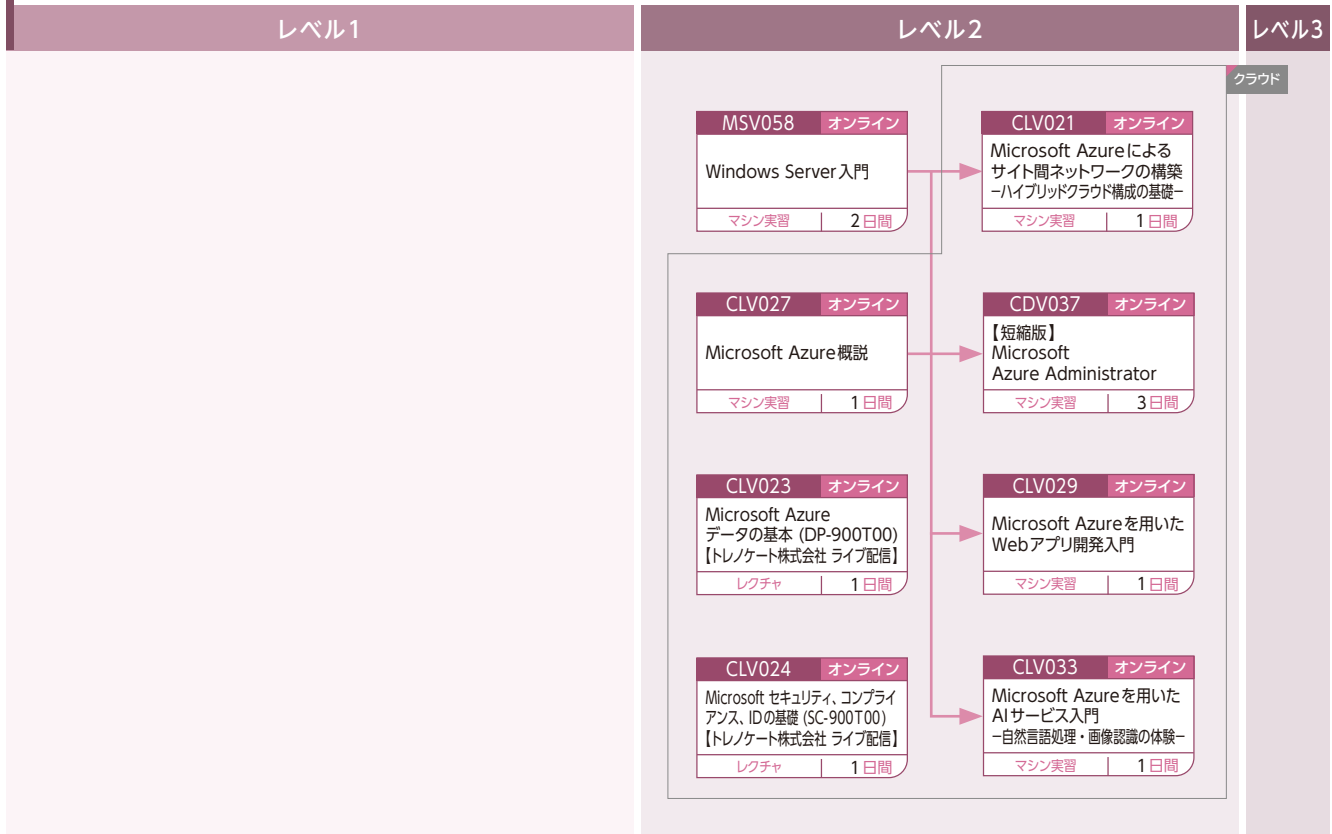 レベル1
レベル2
レベル3
クラウド
MSV058 オンライン
Windows Server入門
マシン実習 2日間
CLV021 オンライン
Microsoft Azureによる
サイト間ネットワークの構築
−ハイブリッドクラウド構成の基礎−
マシン実習 1日間
CLV027 オンライン
Microsoft Azure概説
マシン実習 1日間
CDV037 オンライン
【短縮版】
Microsoft
Azure Administrator
マシン実習 3日間
CLV023 オンライン
Microsoft Azure
データの基本 (DP-900T00)
【トレノケート株式会社 ライブ配信】
レクチャ 1日間
CLV029 オンライン
Microsoft Azureを用いた
Webアプリ開発入門
マシン実習 1日間
CLV024 オンライン
Microsoft セキュリティ、コンプライ
アンス、IDの基礎 (SC-900T00)
【トレノケート株式会社 ライブ配信】
レクチャ 1日間
CLV033 オンライン
Microsoft Azureを用いた
AIサービス入門
−自然言語処理・画像認識の体験−
マシン実習 1日間